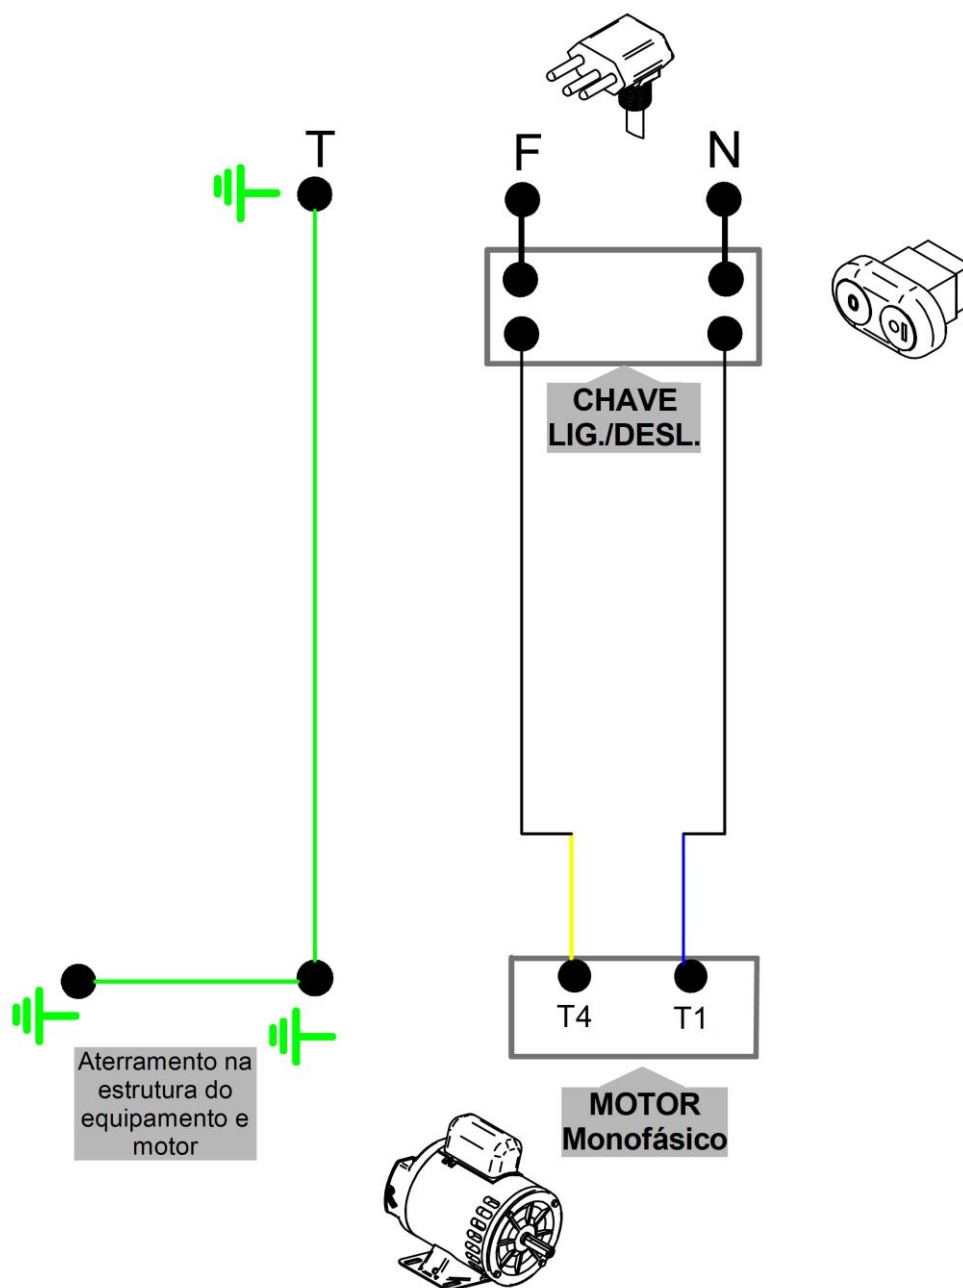 T
F
N
CHAVE
LIG./DESL.
T4
T1
Aterramento na
estrutura do
equipamento e
motor
MOTOR
Monofásico